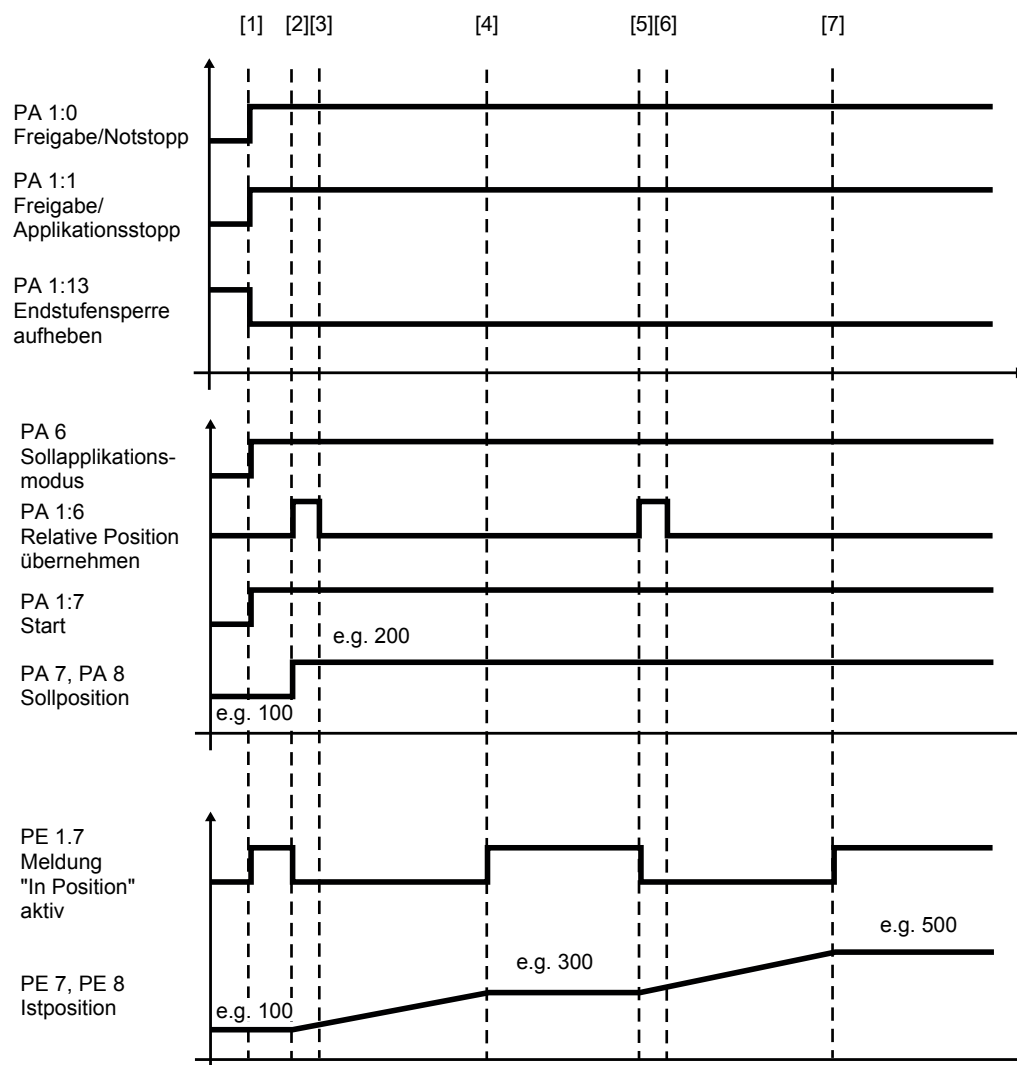 [1] [2][3] [4] [5][6] [7]
PA 1:0
Freigabe/Notstopp
PA 1:1
Freigabe/
Applikationsstopp
PA 1:13
Endstufensperre
aufheben
PA 6
Sollapplikations-
modus
PA 1:6
Relative Position
übernehmen
PA 1:7
Start
e.g. 200
PA 7, PA 8
Sollposition
e.g. 100
PE 1.7
Meldung
"In Position"
aktiv
e.g. 500
e.g. 300
PE 7, PE 8
Istposition
e.g. 100